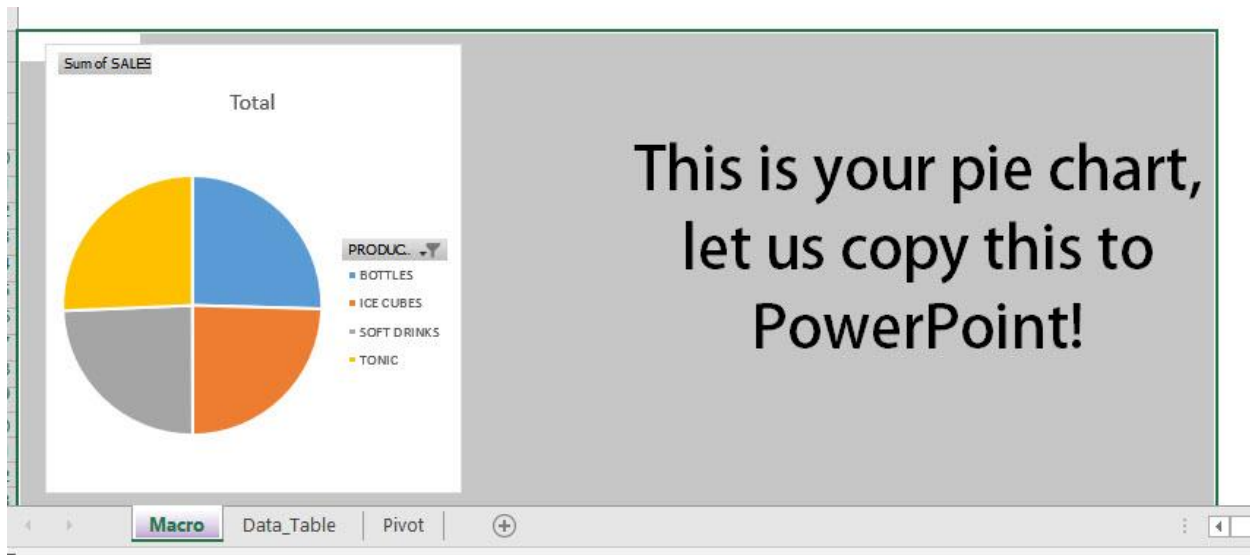 Sum of SALES
Total
This is your pie chart,
let us copy this to
PowerPoint!
PRODUC..
BOTTLES
ICE CUBES
SOFT DRINKS
TONIC
Macro Data_Table Pivot